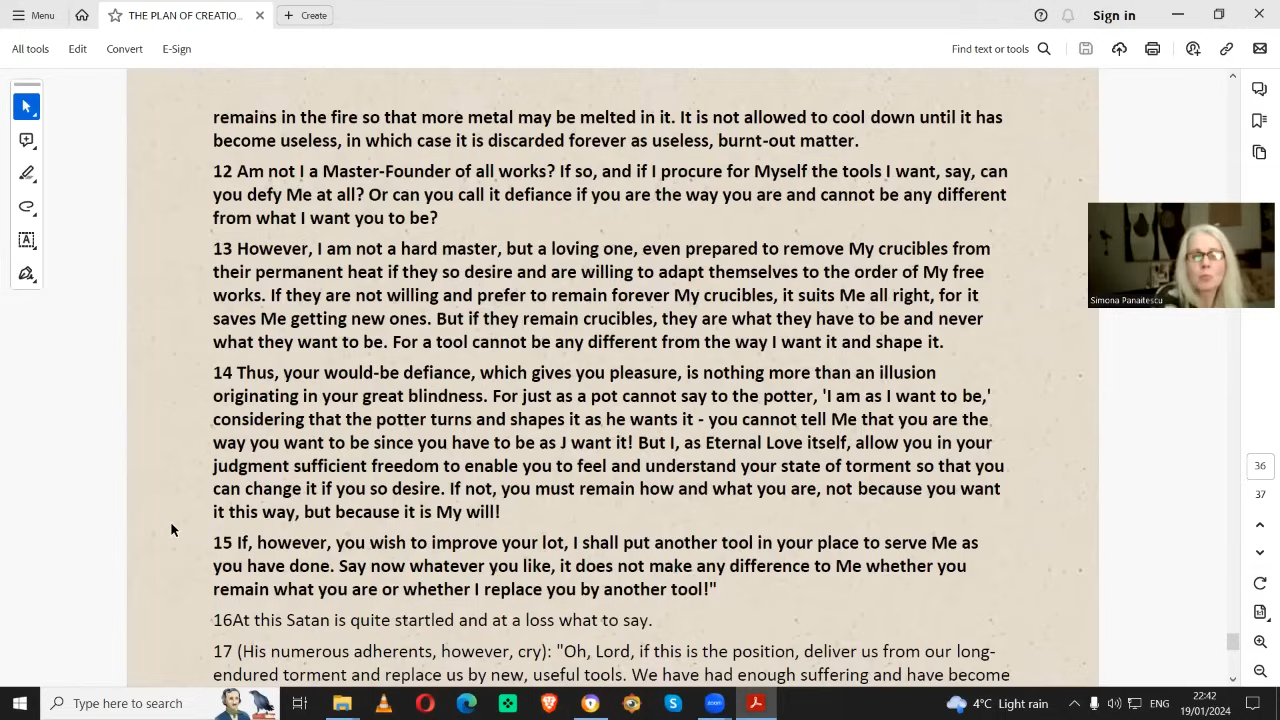 Menu
THE PLAN OF CREATIO...
Create
Sign in
All tools
Edit
Convert
E-Sign
Find text or tools
remains in the fire so that more metal may be melted in it. It is not allowed to cool down until it has
become useless, in which case it is discarded forever as useless, burnt-out matter.
12 Am not I a Master-Founder of all works? If so, and if I procure for Myself the tools I want, say, can
you defy Me at all? Or can you call it defiance if you are the way you are and cannot be any different
from what I want you to be?
13 However, I am not a hard master, but a loving one, even prepared to remove My crucibles from
their permanent heat if they so desire and are willing to adapt themselves to the order of My free
works. If they are not willing and prefer to remain forever My crucibles, it suits Me all right, for it
saves Me getting new ones. But if they remain crucibles, they are what they have to be and never
what they want to be. For a tool cannot be any different from the way I want it and shape it.
14 Thus, your would-be defiance, which gives you pleasure, is nothing more than an illusion
originating in your great blindness. For just as a pot cannot say to the potter, 'I am as I want to be,'
considering that the potter turns and shapes it as he wants it - you cannot tell Me that you are the
way you want to be since you have to be as J want it! But I, as Eternal Love itself, allow you in your
judgment sufficient freedom to enable you to feel and understand your state of torment so that you
can change it if you so desire. If not, you must remain how and what you are, not because you want
it this way, but because it is My will!
15 If, however, you wish to improve your lot, I shall put another tool in your place to serve Me as
you have done. Say now whatever you like, it does not make any difference to Me whether you
remain what you are or whether I replace you by another tool!"
16At this Satan is quite startled and at a loss what to say.
17 (His numerous adherents, however, cry): "Oh, Lord, if this is the position, deliver us from our long-
endured torment and replace us by new, useful tools. We have had enough suffering and have become
Simona Panaitescu
36
37
Type here to search
4°C Light rain
ENG
22:42
19/01/2024